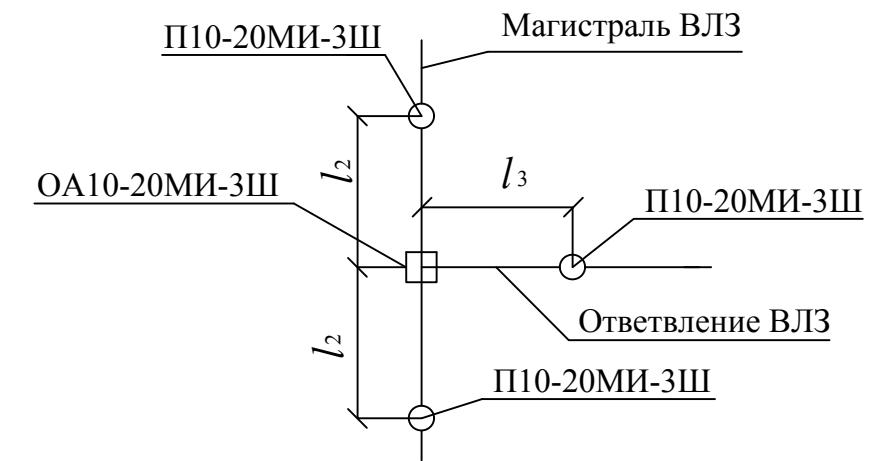 Магистраль ВЛЗ
П10-20МИ-3Ш
l2
ОА10-20МИ-3Ш
l3
П10-20МИ-3Ш
Ответвление ВЛЗ
l2
П10-20МИ-3Ш